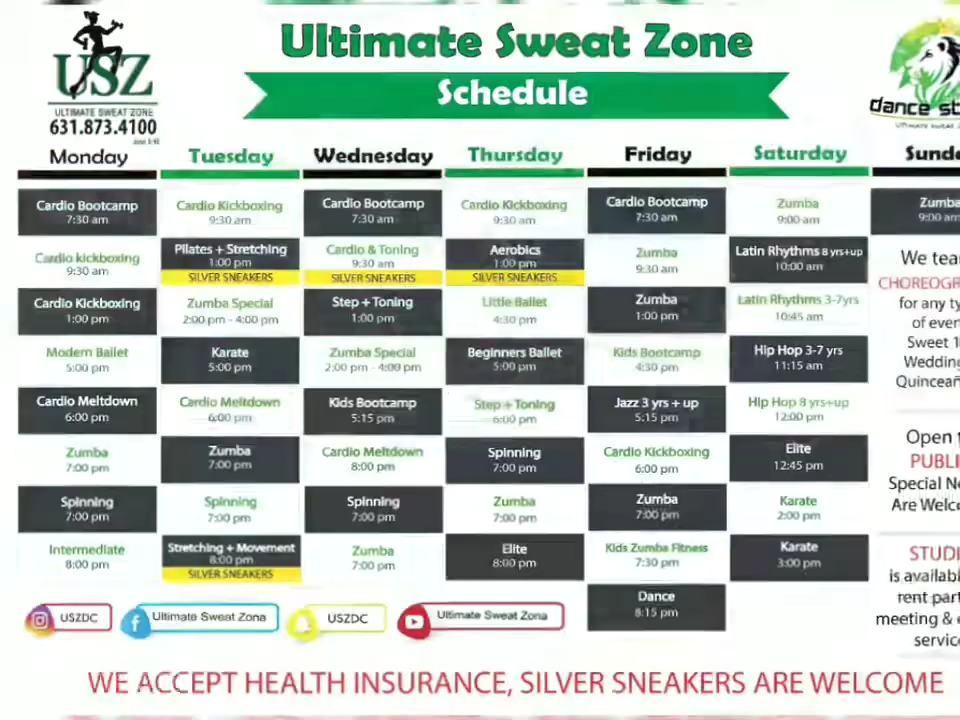 USZ
ULTIMATE SWEAT ZONE
631.873.4100
Ultimate Sweat Zone
Schedule
dance
Monday
Cardio Bootcamp
7:30 am
Cardio kickboxing
9:30 am
Cardio Kickboxing
1:00 pm
Modern Ballet
5:00 pm
Cardio Meltdown
6:00 pm
Zumba
7:00 pm
Spinning
7:00 pm
Intermediate
8:00 pm
Tuesday
Cardio Kickboxing
9:30 am
Pilates + Stretching
1:00 pm
SILVER SNEAKERS
Zumba Special
2:00 pm - 4:00 pm
Karate
5:00 pm
Cardio Meltdown
6:00 pm
Zumba
7:00 pm
Spinning
7:00 pm
Stretching + Movement
8:00 pm
SILVER SNEAKERS
Wednesday
Cardio Bootcamp
7:30 am
Cardio & Toning
9:30 am
SILVER SNEAKERS
Step + Toning
1:00 pm
Zumba Special
2:00 pm - 4:00 pm
Kids Bootcamp
5:15 pm
Cardio Meltdown
8:00 pm
Spinning
7:00 pm
Zumba
7:00 pm
Thursday
Cardio Kickboxing
9:30 am
Aerobics
1:00 pm
SILVER SNEAKERS
Little Ballet
4:30 pm
Beginners Ballet
5:00 pm
Step + Toning
6:00 pm
Spinning
7:00 pm
Zumba
7:00 pm
Elite
8:00 pm
Friday
Cardio Bootcamp
7:30 am
Zumba
9:30 am
Zumba
1:00 pm
Kids Bootcamp
4:30 pm
Jazz 3 yrs + up
5:15 pm
Cardio Kickboxing
6:00 pm
Zumba
7:00 pm
Kids Zumba Fitness
7:30 pm
Dance
8:15 pm
Saturday
Zumba
9:00 am
Latin Rhythms 8 yrs+up
10:00 am
Latin Rhythms 3-7yrs
10:45 am
Hip Hop 3-7 yrs
11:15 am
Hip Hop 8 yrs+up
12:00 pm
Elite
12:45 pm
Karate
2:00 pm
Karate
3:00 pm
Sund
Zumb
9:00 am
We tea
CHOREOGR
for any ty
of even
Sweet 1
Wedding
Quincea
Open
PUBLI
Special Ne
Are Welc
STUD
is availab
rent part
meeting &
servic
USZDC
Ultimate Sweat Zona
USZDC
Ultimate Sweat Zona
WE ACCEPT HEALTH INSURANCE, SILVER SNEAKERS ARE WELCOME